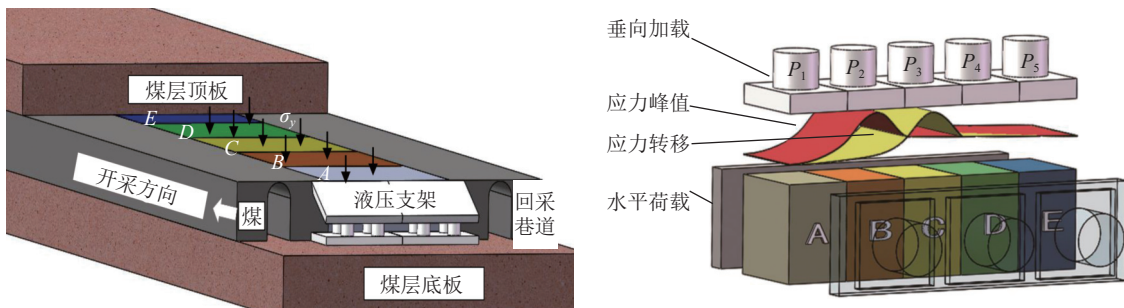 煤层顶板
E
D
C
B
A
σy
开采方向
煤
液压支架
回采
巷道
煤层底板
垂向加载
P1 P2 P3 P4 P5
应力峰值
应力转移
水平荷载
A B C D E